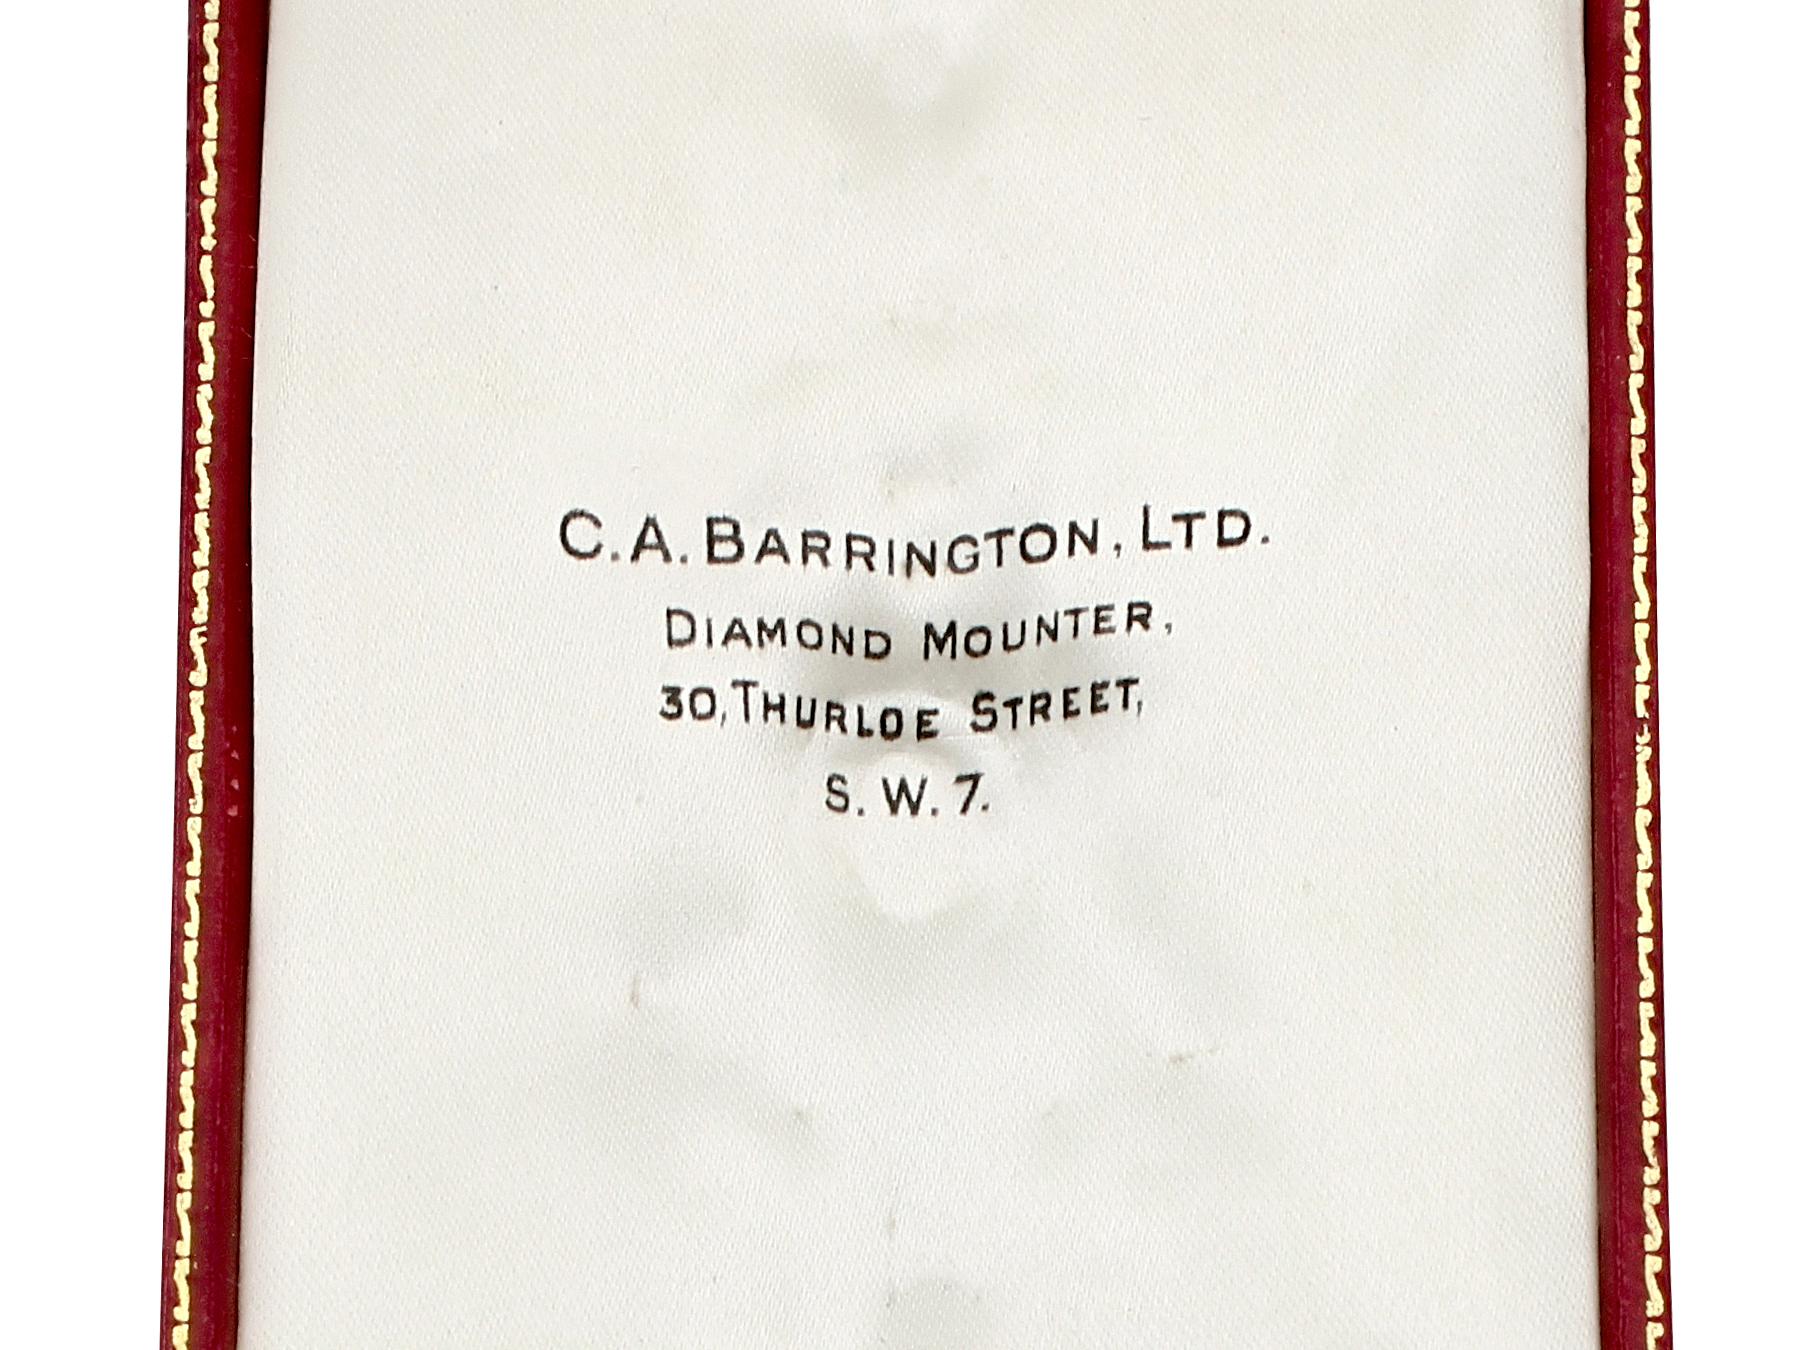 C.A. BARRINGTON, LTD.
DIAMOND MOUNTER,
30, THURLOE STREET,
S. W. 7.